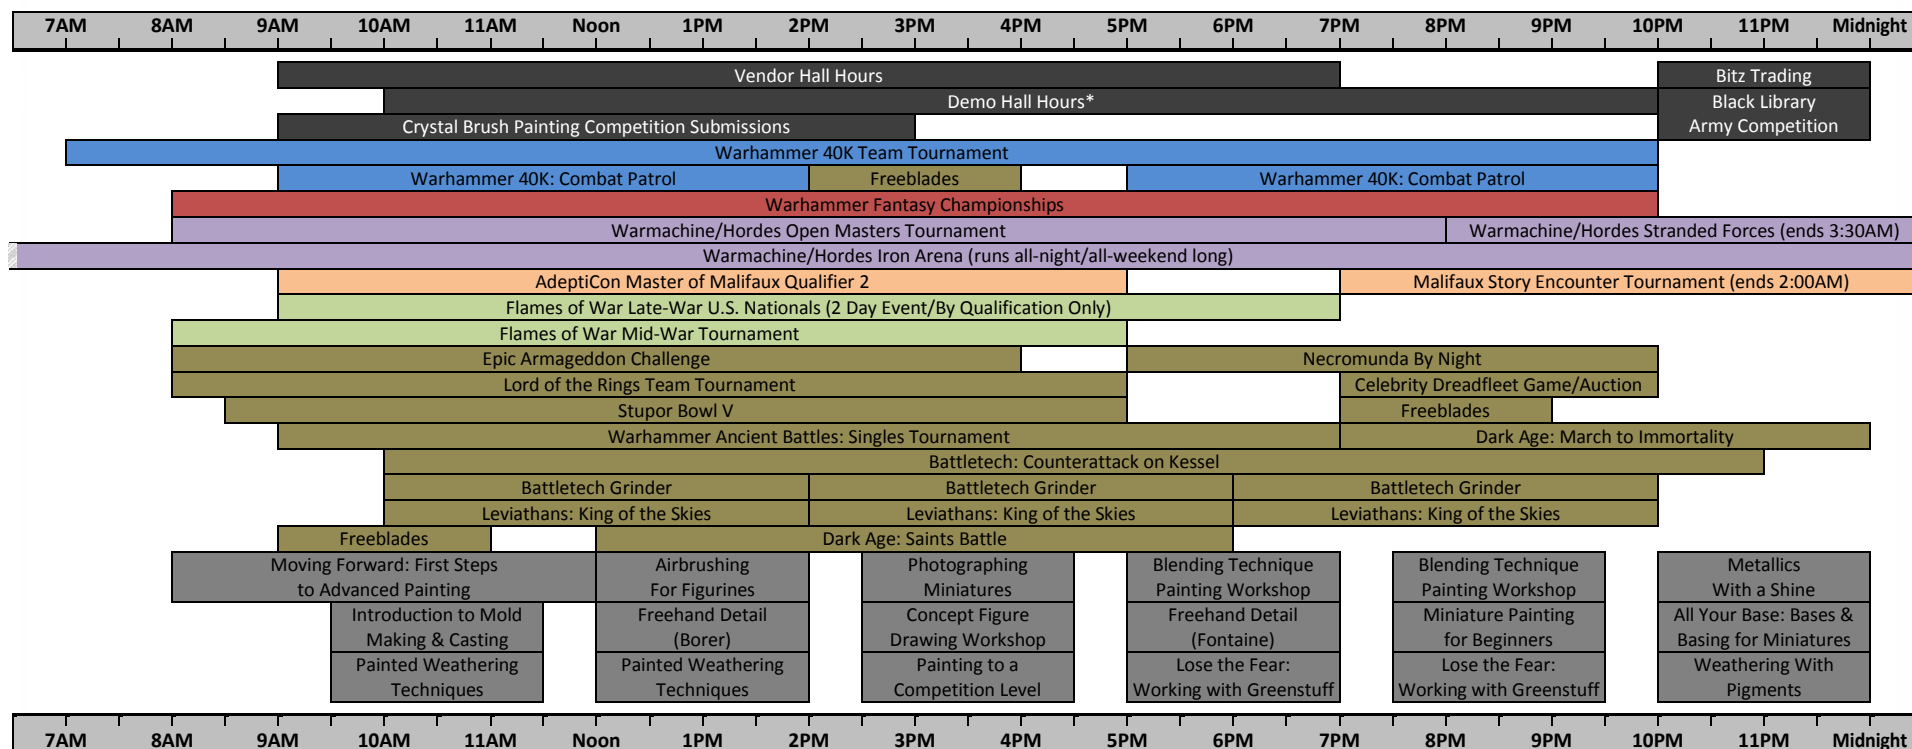 7AM 8AM 9AM 10AM 11AM Noon 1PM 2PM 3PM 4PM 5PM 6PM 7PM 8PM 9PM 10PM 11PM Midnight
Vendor Hall Hours Bitz Trading
Demo Hall Hours* Black Library
Crystal Brush Painting Competition Submissions Army Competition
Warhammer 40K Team Tournament
Warhammer 40K: Combat Patrol Freeblades Warhammer 40K: Combat Patrol
Warhammer Fantasy Championships
Warmachine/Hordes Open Masters Tournament Warmachine/Hordes Stranded Forces (ends 3:30AM)
Warmachine/Hordes Iron Arena (runs all-night/all-weekend long)
AdeptiCon Master of Malifaux Qualifier 2 Malifaux Story Encounter Tournament (ends 2:00AM)
Flames of War Late-War U.S. Nationals (2 Day Event/By Qualification Only)
Flames of War Mid-War Tournament
Epic Armageddon Challenge Necromunda By Night
Lord of the Rings Team Tournament Celebrity Dreadfleet Game/Auction
Stupor Bowl V Freeblades
Warhammer Ancient Battles: Singles Tournament Dark Age: March to Immortality
Battletech: Counterattack on Kessel
Battletech Grinder Battletech Grinder Battletech Grinder
Leviathans: King of the Skies Leviathans: King of the Skies Leviathans: King of the Skies
Freeblades Dark Age: Saints Battle
Moving Forward: First Steps Airbrushing Photographing Blending Technique Blending Technique Metallics
to Advanced Painting For Figurines Miniatures Painting Workshop Painting Workshop With a Shine
Introduction to Mold Freehand Detail Concept Figure Freehand Detail Miniature Painting All Your Base: Bases &
Making & Casting (Borer) Drawing Workshop (Fontaine) for Beginners Basing for Miniatures
Painted Weathering Painted Weathering Painting to a Lose the Fear: Lose the Fear: Weathering With
Techniques Techniques Competition Level Working with Greenstuff Working with Greenstuff Pigments
7AM 8AM 9AM 10AM 11AM Noon 1PM 2PM 3PM 4PM 5PM 6PM 7PM 8PM 9PM 10PM 11PM Midnight